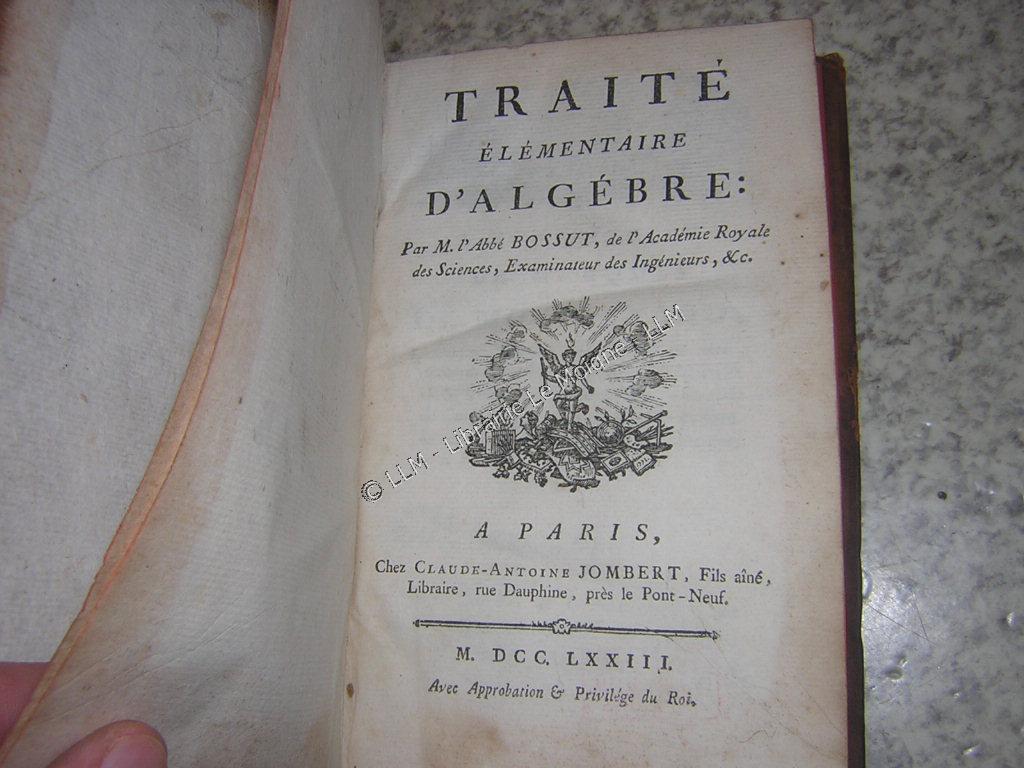 TRAITÉ
ÉLÉMENTAIRE
D'ALGÉBRE:
Par M. l'Abbé BOSSUT, de l'Académie Royale
des Sciences, Examinateur des Ingénieurs, &c.
© LLM - Librairie Le Moine - LLM
A PARIS,
Chez CLAUDE-ANTOINE JOMBERT, Fils aîné,
Libraire, rue Dauphine, près le Pont-Neuf.
M. DCC. LXXIII.
Avec Approbation & Privilége du Roi.